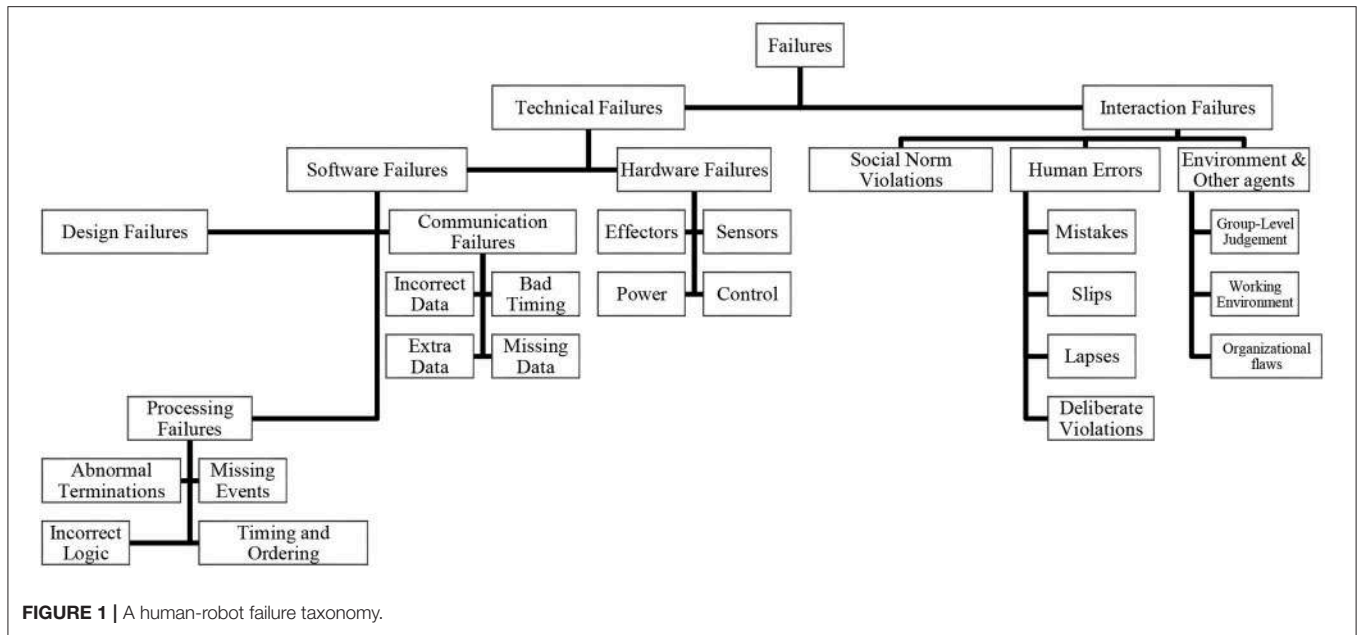 Failures
Technical Failures
Interaction Failures
Software Failures
Hardware Failures
Social Norm
Violations
Human Errors
Environment &
Other agents
Design Failures
Communication
Failures
Effectors
Sensors
Mistakes
Group-Level
Judgement
Incorrect
Data
Bad
Timing
Power
Control
Slips
Working
Environment
Extra
Data
Missing
Data
Lapses
Organizational
flaws
Processing
Failures
Deliberate
Violations
Abnormal
Terminations
Missing
Events
Incorrect
Logic
Timing and
Ordering
FIGURE 1 | A human-robot failure taxonomy.